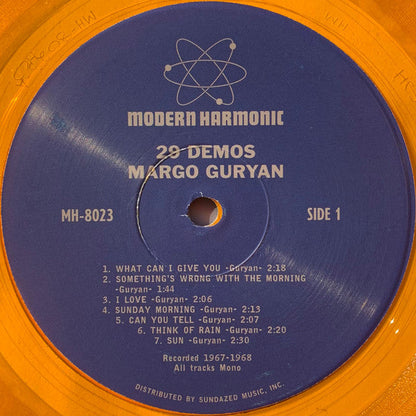 MODERN HARMONIC
29 DEMOS
MARGO GURYAN
MH-8023
SIDE 1
1. WHAT CAN I GIVE YOU -Guryan- 2:18
2. SOMETHING'S WRONG WITH THE MORNING
-Guryan- 1:44
3. I LOVE -Guryan- 2:06
4. SUNDAY MORNING -Guryan- 2:13
5. CAN YOU TELL -Guryan- 2:07
6. THINK OF RAIN -Guryan- 2:20
7. SUN -Guryan- 2:30
Recorded 1967-1968
All tracks Mono
DISTRIBUTED BY SUNDAZED MUSIC, INC.